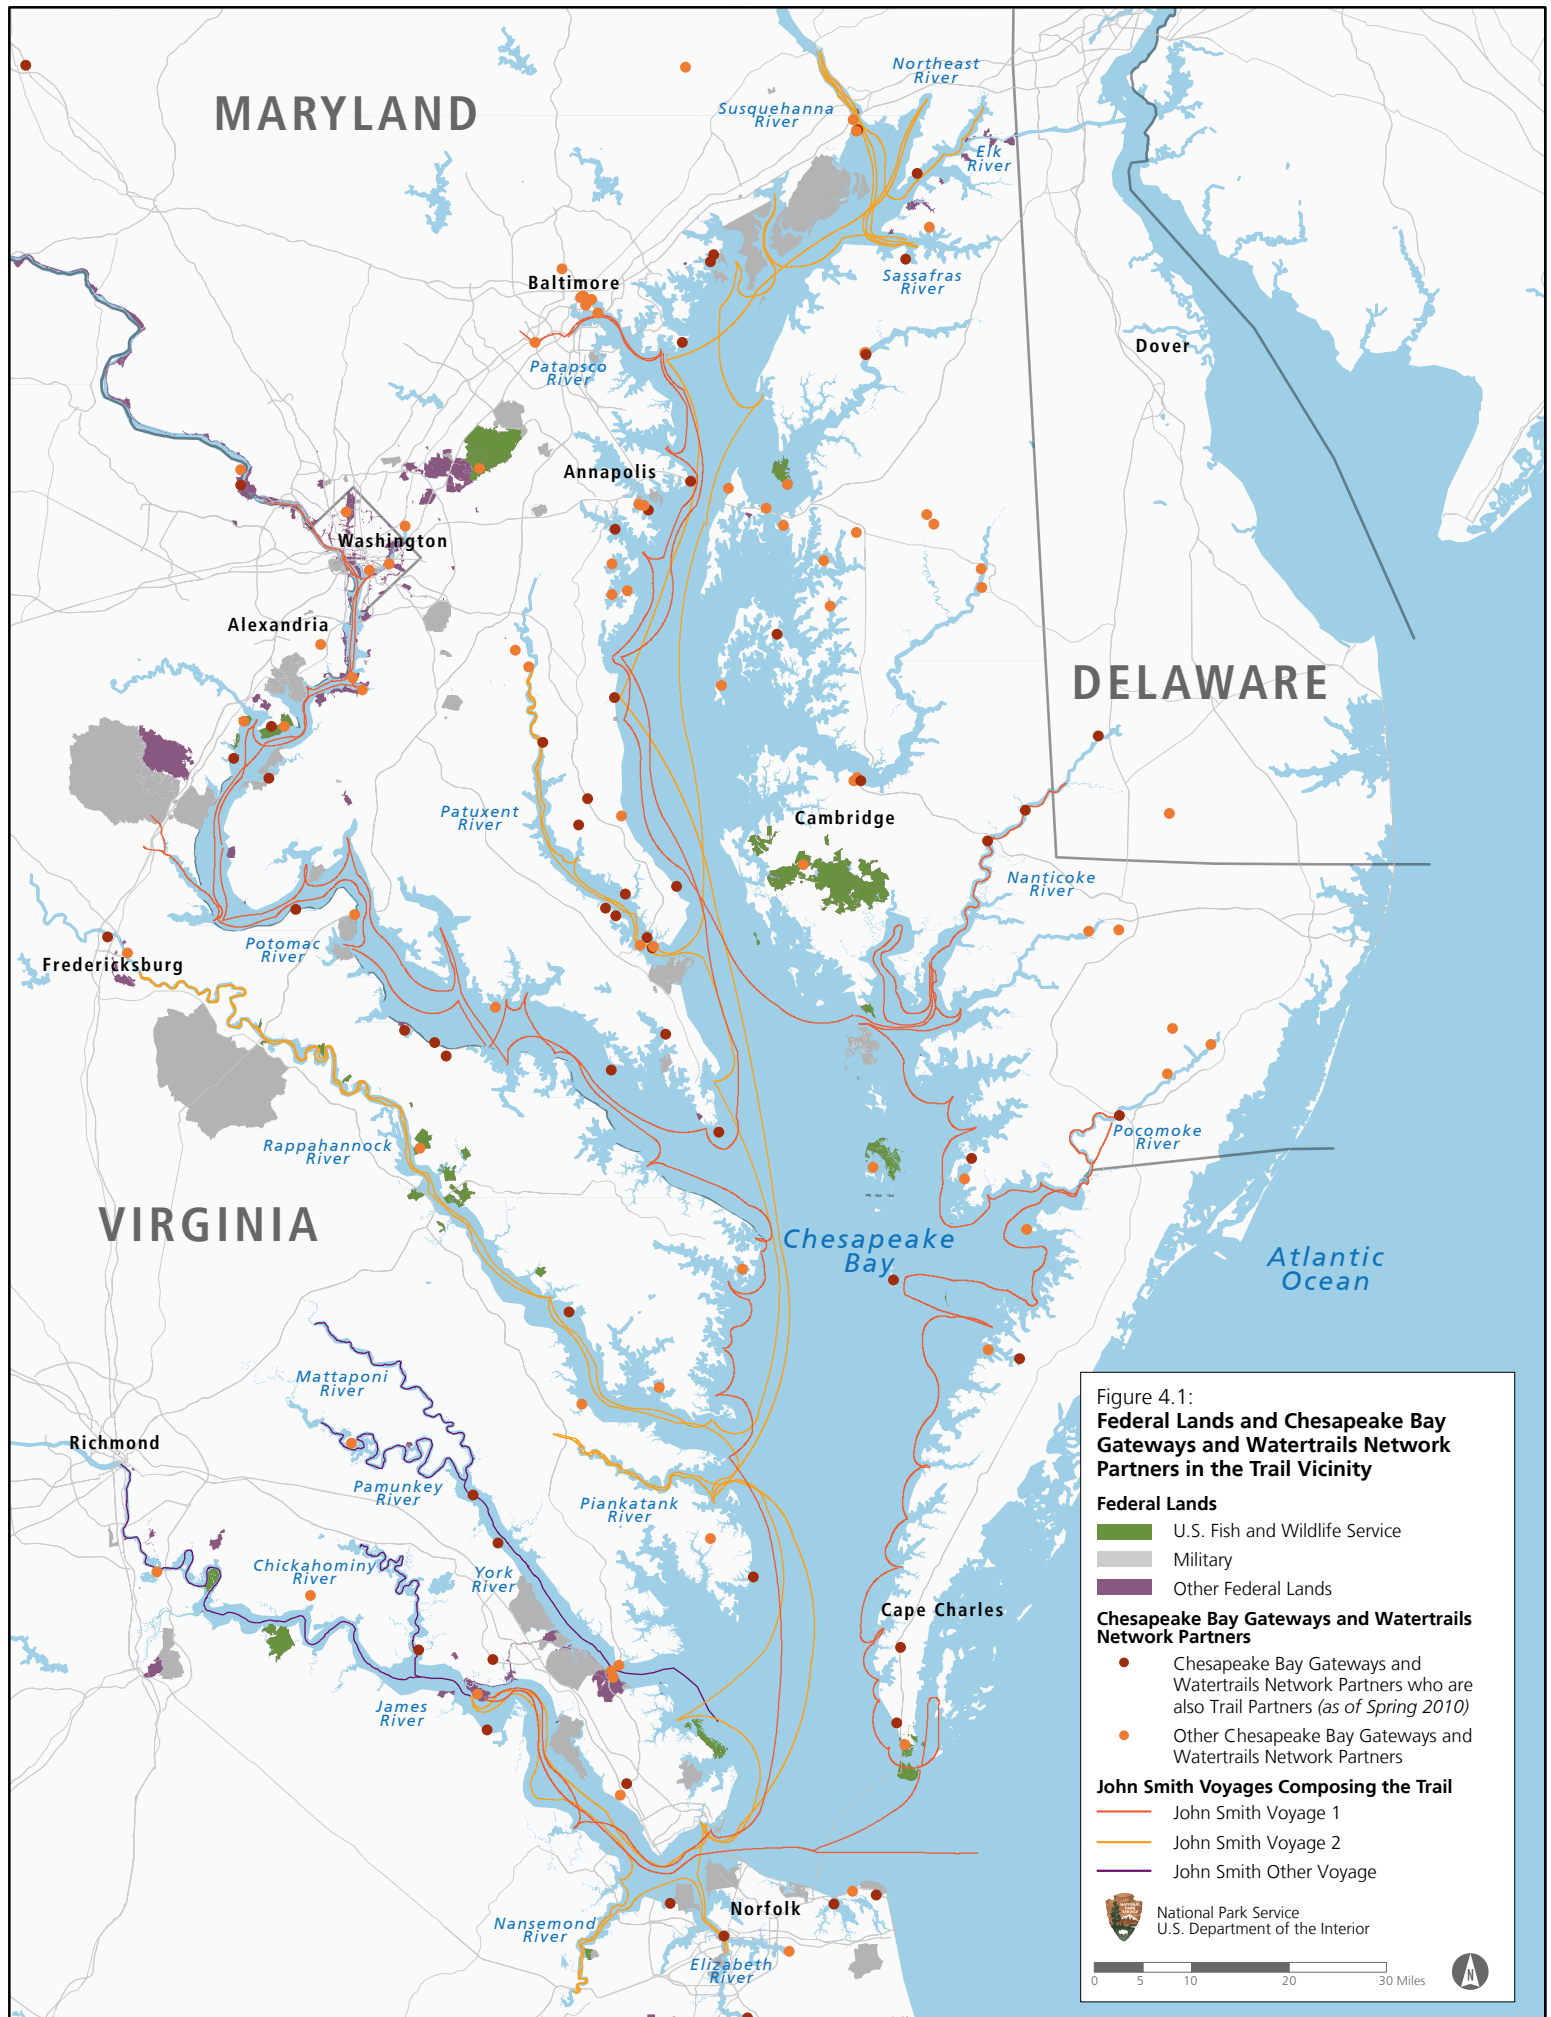 Northeast
River
MARYLAND
Susquehanna
River
Elk
River
Baltimore
Sassafras
River
Dover
Patapsco
River
Annapolis
Washington
Alexandria
DELAWARE
Patuxent
River
Cambridge
Nanticoke
River
Potomac
River
Fredericksburg
Rappahannock
River
Pocomoke
River
VIRGINIA
Chesapeake
Bay
Atlantic
Ocean
Mattaponi
River
Richmond
Pamunkey
River
Piankatank
River
Chickahominy
River
York
River
Cape Charles
James
River
Norfolk
Nansemond
River
Elizabeth
River
Figure 4.1:
Federal Lands and Chesapeake Bay
Gateways and Watertrails Network
Partners in the Trail Vicinity
Federal Lands
U.S. Fish and Wildlife Service
Military
Other Federal Lands
Chesapeake Bay Gateways and Watertrails
Network Partners
Chesapeake Bay Gateways and
Watertrails Network Partners who are
also Trail Partners (as of Spring 2010)
Other Chesapeake Bay Gateways and
Watertrails Network Partners
John Smith Voyages Composing the Trail
John Smith Voyage 1
John Smith Voyage 2
John Smith Other Voyage
NATIONAL
PARK
SERVICE
National Park Service
U.S. Department of the Interior
0 5 10 20 30 Miles
N